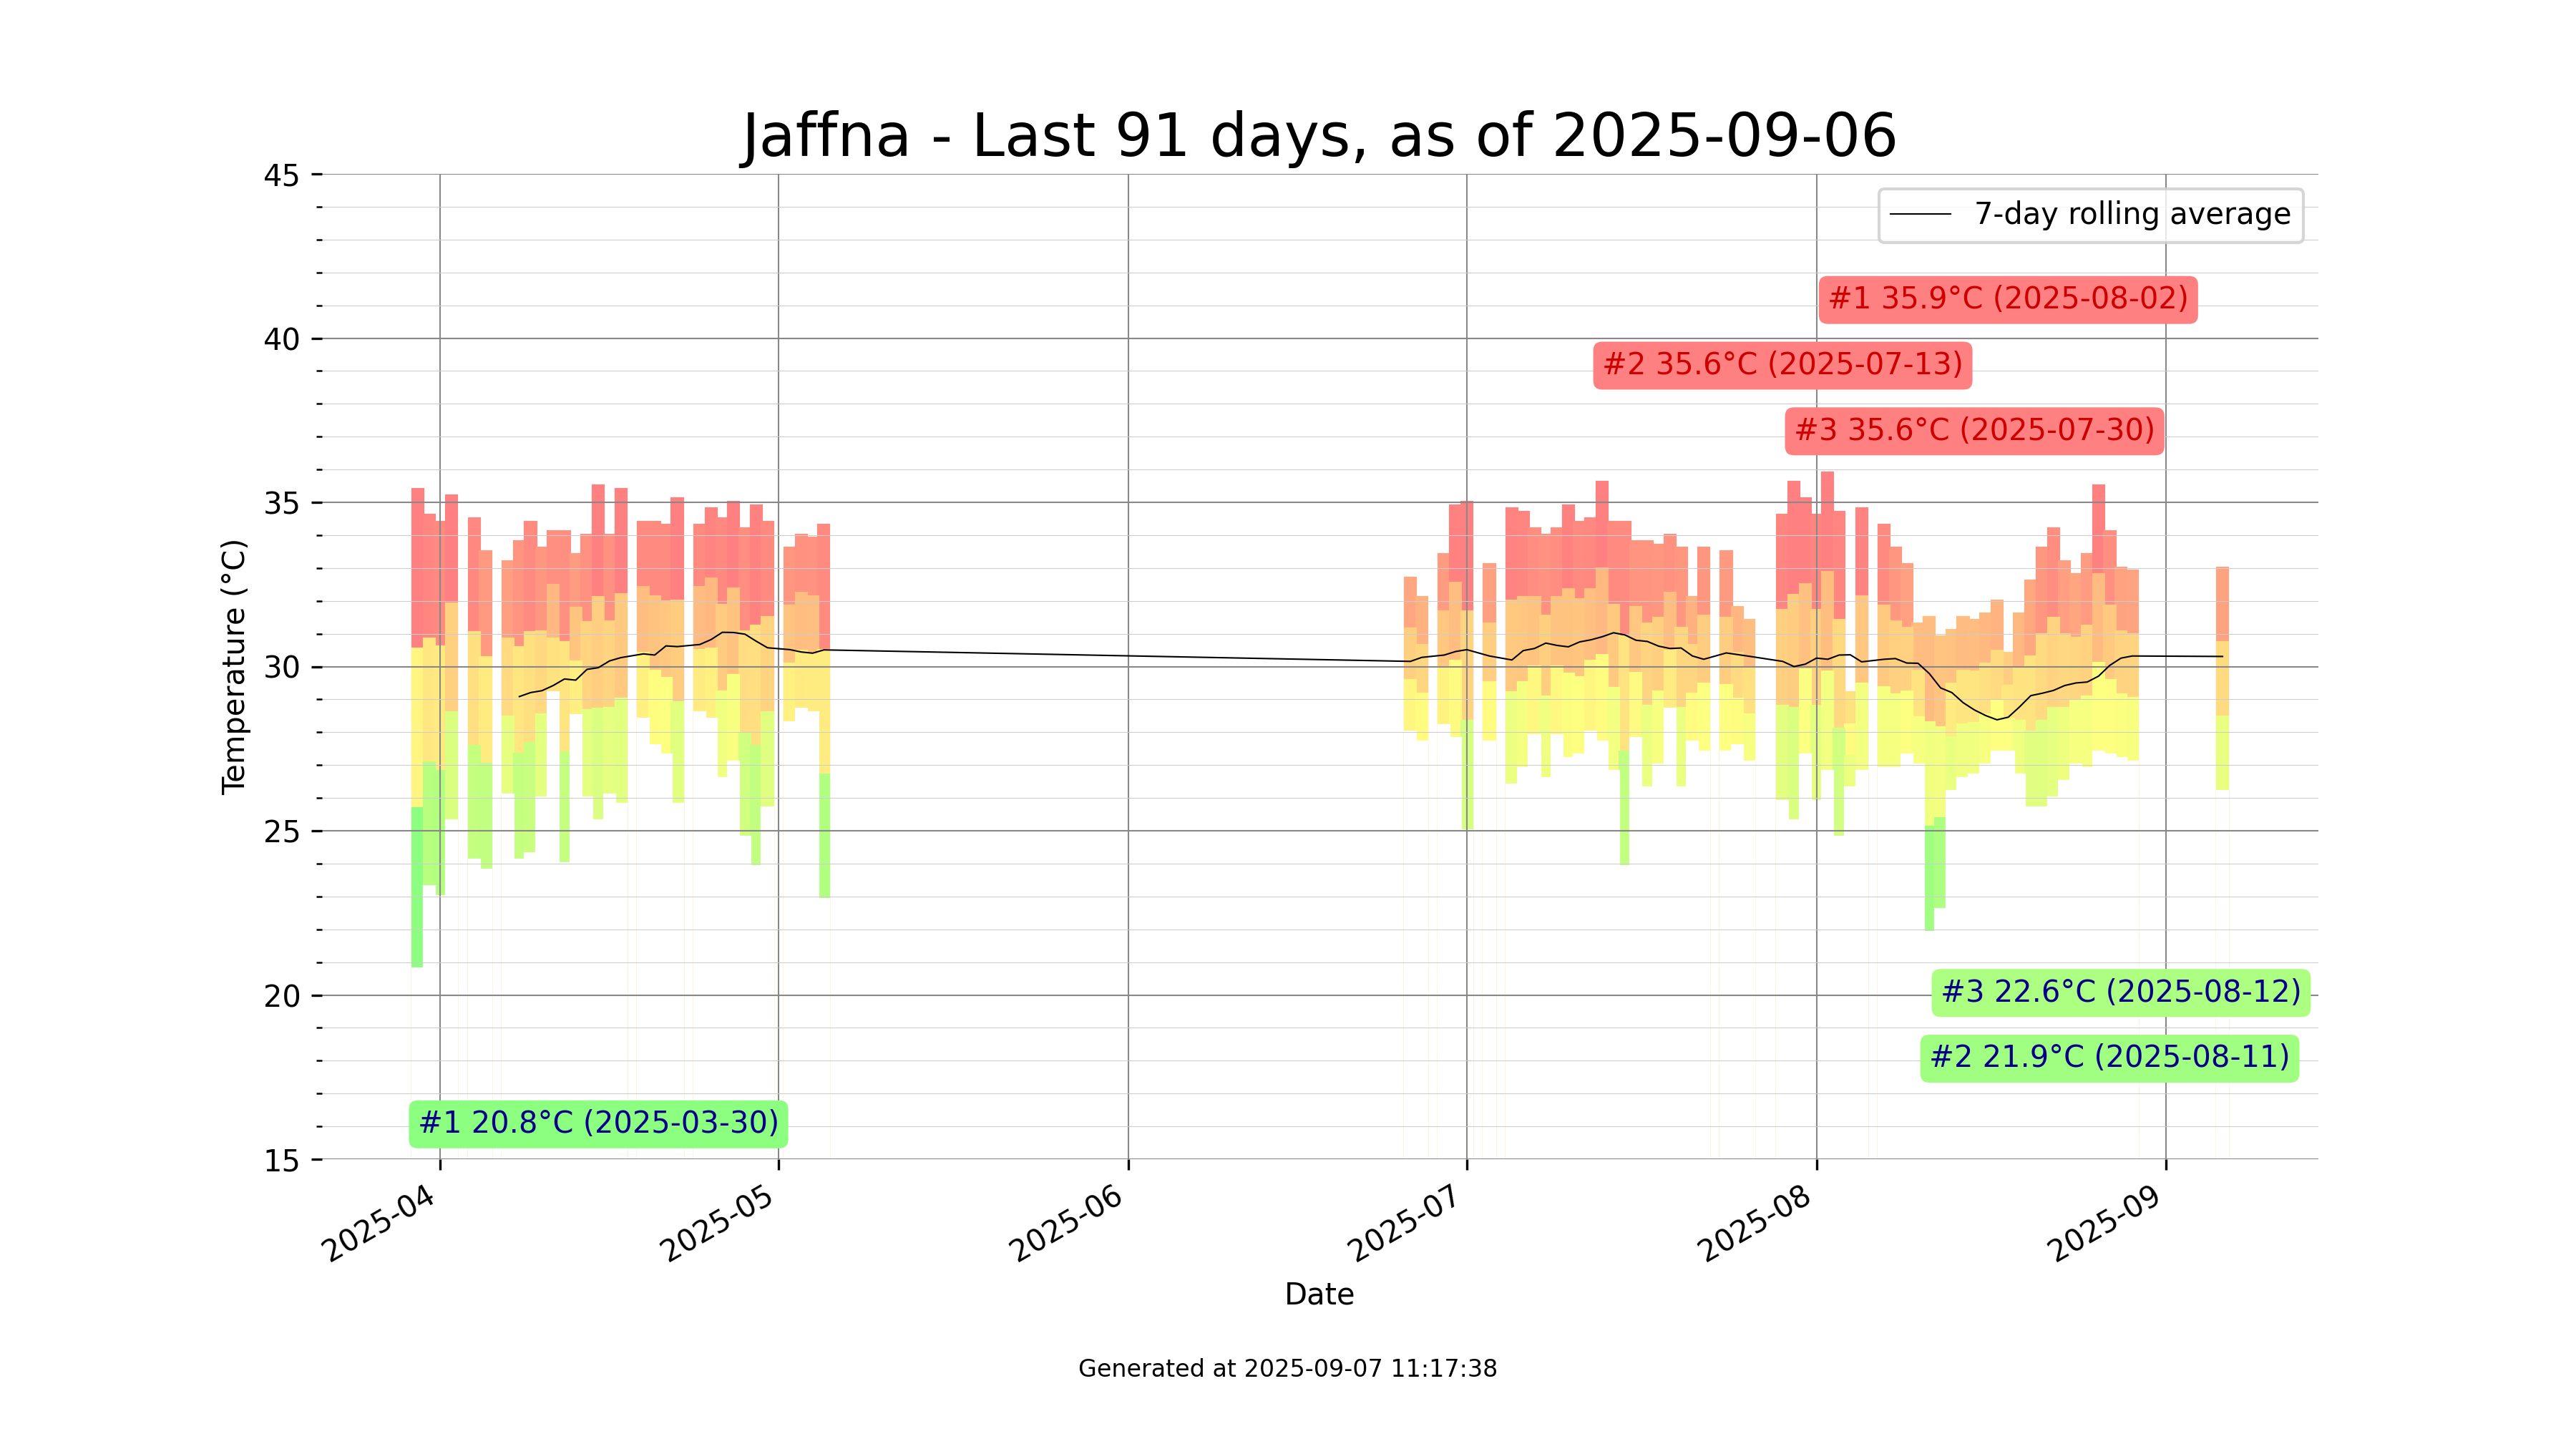 Jaffna - Last 91 days, as of 2025-09-06
45
40
35
30
25
20
15
Temperature (°C)
7-day rolling average
#1 35.9°C (2025-08-02)
#2 35.6°C (2025-07-13)
#3 35.6°C (2025-07-30)
#3 22.6°C (2025-08-12)
#2 21.9°C (2025-08-11)
#1 20.8°C (2025-03-30)
2025-04
2025-05
2025-06
2025-07
2025-08
2025-09
Date
Generated at 2025-09-07 11:17:38